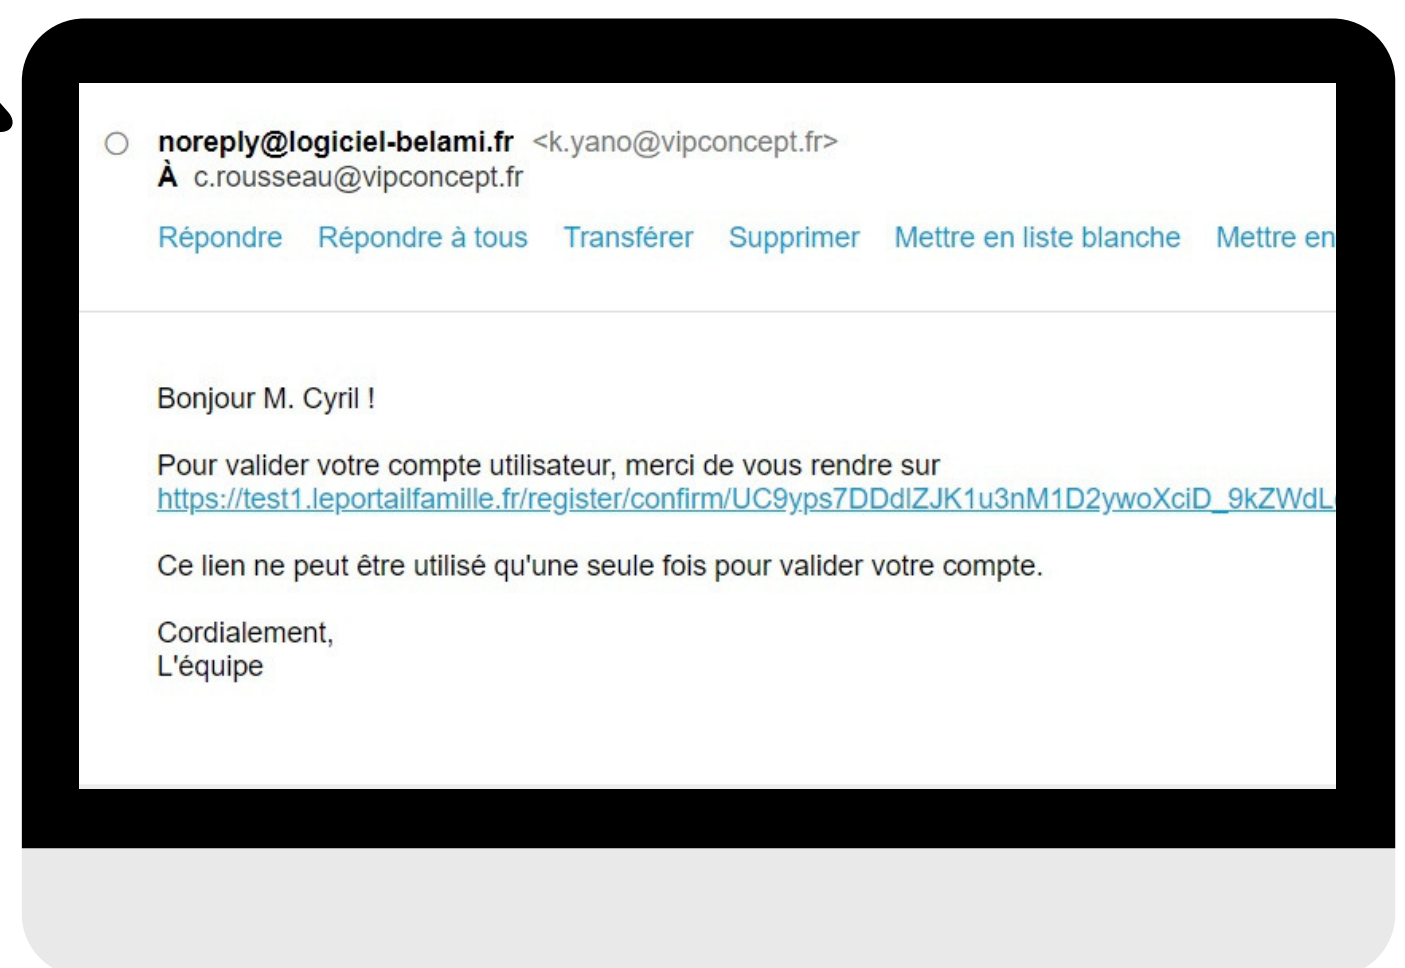 noreply@logiciel-belami.fr <k.yano@vipconcept.fr>
À c.rousseau@vipconcept.fr
Répondre Répondre à tous Transférer Supprimer Mettre en liste blanche Mettre en
Bonjour M. Cyril !
Pour valider votre compte utilisateur, merci de vous rendre sur
https://test1.leportailfamille.fr/register/confirm/UC9yps7DDdlZJK1u3nM1D2ywoXciD_9kZWdL
Ce lien ne peut être utilisé qu'une seule fois pour valider votre compte.
Cordialement,
L'équipe